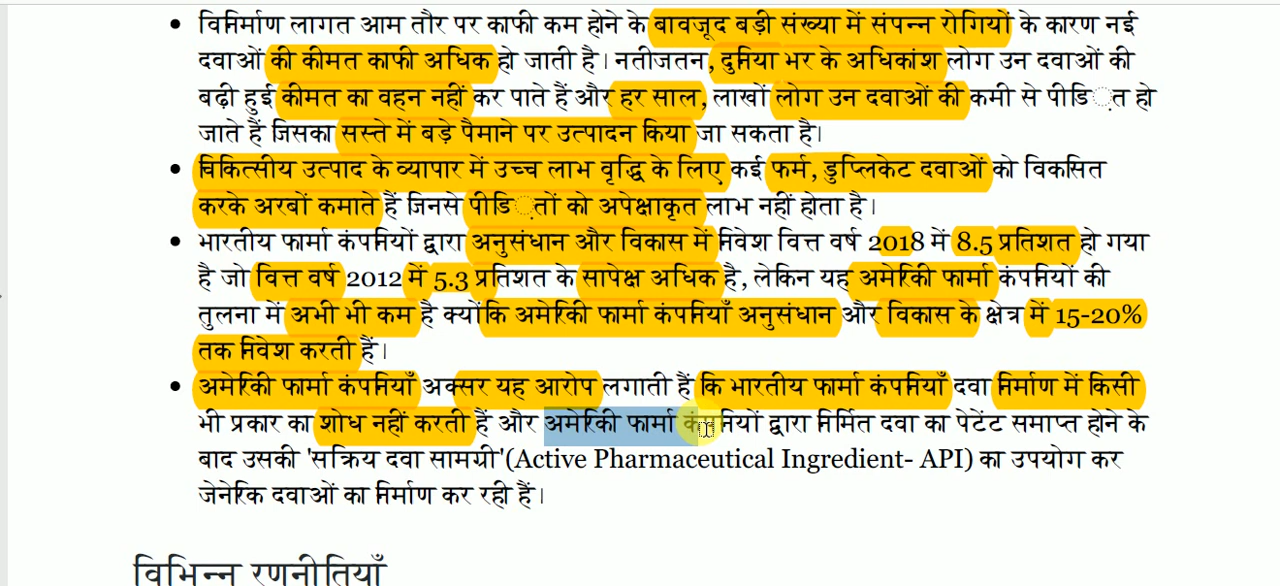 विनिर्माण लागत आम तौर पर काफी कम होने के बावजूद बड़ी संख्या में संपन्न रोगियों के कारण नई
दवाओं की कीमत काफी अधिक हो जाती है। नतीजतन, दुनिया भर के अधिकांश लोग उन दवाओं की
बढ़ी हुई कीमत का वहन नहीं कर पाते हैं और हर साल, लाखों लोग उन दवाओं की कमी से पीडि़त हो
जाते हैं जिसका सस्ते में बड़े पैमाने पर उत्पादन किया जा सकता है।
चिकित्सीय उत्पाद के व्यापार में उच्च लाभ वृद्धि के लिए कई फर्म, डुप्लिकेट दवाओं को विकसित
करके अरबों कमाते हैं जिनसे पीडि़तों को अपेक्षाकृत लाभ नहीं होता है।
भारतीय फार्मा कंपनियों द्वारा अनुसंधान और विकास में निवेश वित्त वर्ष 2018 में 8.5 प्रतिशत हो गया
है जो वित्त वर्ष 2012 में 5.3 प्रतिशत के सापेक्ष अधिक है, लेकिन यह अमेरिकी फार्मा कंपनियों की
तुलना में अभी भी कम है क्योंकि अमेरिकी फार्मा कंपनियाँ अनुसंधान और विकास के क्षेत्र में 15-20%
तक निवेश करती हैं।
अमेरिकी फार्मा कंपनियाँ अक्सर यह आरोप लगाती हैं कि भारतीय फार्मा कंपनियाँ दवा निर्माण में किसी
भी प्रकार का शोध नहीं करती हैं और अमेरिकी फार्मा कंपनियों द्वारा निर्मित दवा का पेटेंट समाप्त होने के
बाद उसकी 'सक्रिय दवा सामग्री'(Active Pharmaceutical Ingredient- API) का उपयोग कर
जेनेरिक दवाओं का निर्माण कर रही हैं।
विभिन्न रणनीतियाँ